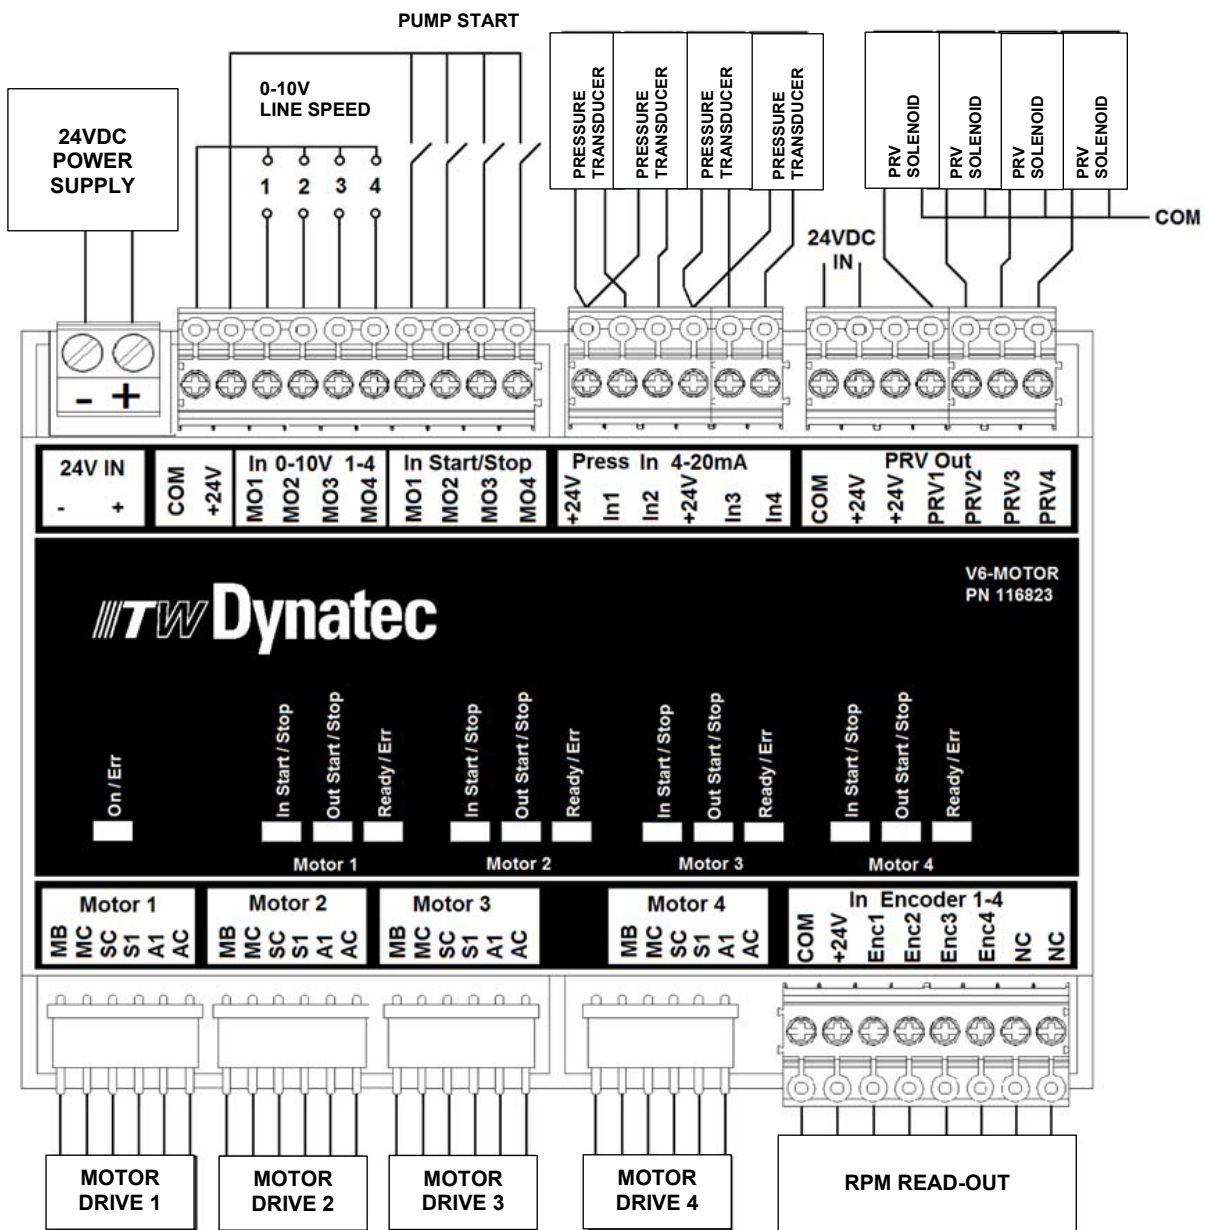 PUMP START
0-10V
LINE SPEED
1 2 3 4
24VDC
POWER
SUPPLY
PRESSURE
TRANSDUCER
PRESSURE
TRANSDUCER
PRESSURE
TRANSDUCER
PRESSURE
TRANSDUCER
PRV
SOLENOID
PRV
SOLENOID
PRV
SOLENOID
PRV
SOLENOID
COM
24VDC
IN
- +
24V IN
- +
COM
+24V
In 0-10V 1-4
MO1
MO2
MO3
MO4
In Start/Stop
MO1
MO2
MO3
MO4
Press In 4-20mA
+24V
In1
In2
+24V
In3
In4
PRV Out
COM
+24V
+24V
PRV1
PRV2
PRV3
PRV4
V6-MOTOR
PN 116823
ITW Dynatec
On / Err
In Start / Stop
Out Start / Stop
Ready / Err
Motor 1
In Start / Stop
Out Start / Stop
Ready / Err
Motor 2
In Start / Stop
Out Start / Stop
Ready / Err
Motor 3
In Start / Stop
Out Start / Stop
Ready / Err
Motor 4
Motor 1
MB
MC
SC
S1
A1
AC
Motor 2
MB
MC
SC
S1
A1
AC
Motor 3
MB
MC
SC
S1
A1
AC
Motor 4
MB
MC
SC
S1
A1
AC
In Encoder 1-4
COM
+24V
Enc1
Enc2
Enc3
Enc4
NC
NC
MOTOR
DRIVE 1
MOTOR
DRIVE 2
MOTOR
DRIVE 3
MOTOR
DRIVE 4
RPM READ-OUT